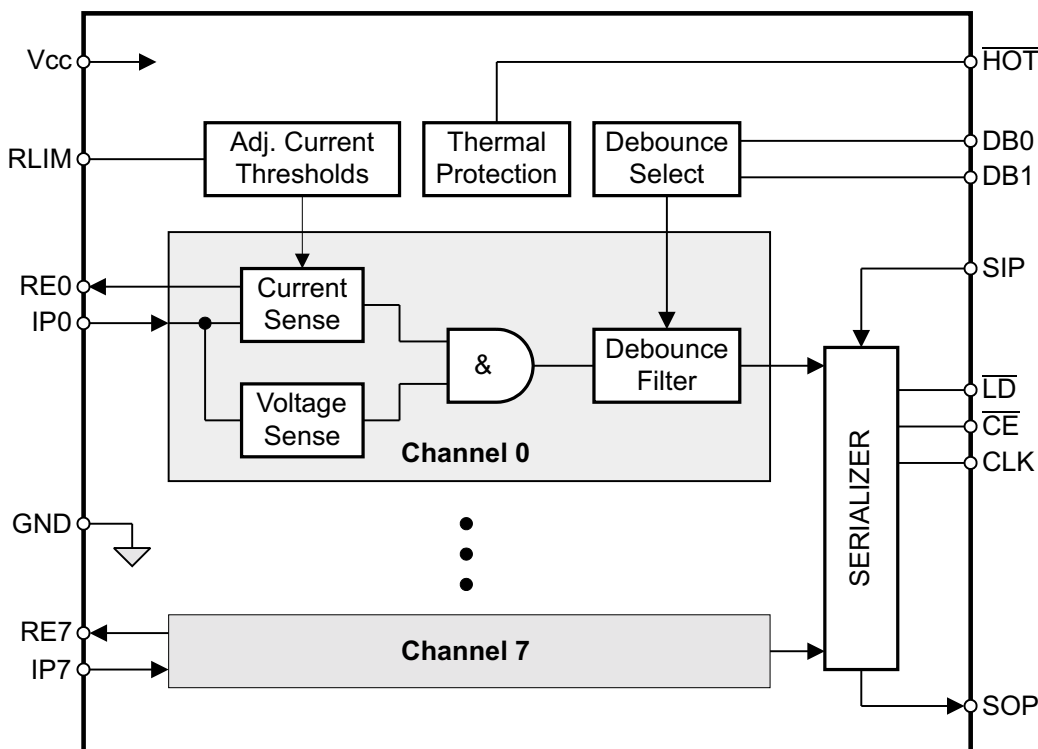 Vcc
HOT
RLIM
Adj. Current
Thresholds
Thermal
Protection
Debounce
Select
DB0
DB1
RE0
IP0
Current
Sense
SIP
&
Debounce
Filter
Voltage
Sense
Channel 0
LD
CE
CLK
SERIALIZER
GND
RE7
IP7
Channel 7
SOP